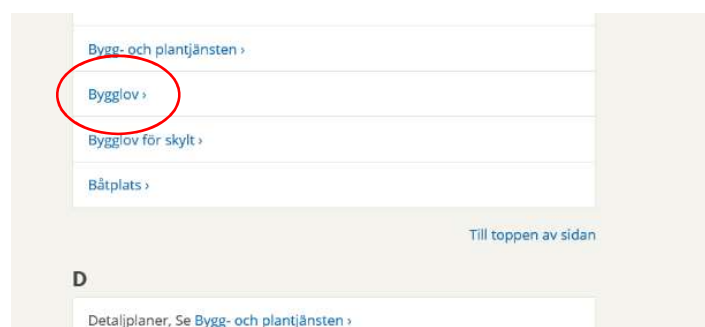 Bygg- och plantjänsten ›
Bygglov ›
Bygglov för skylt ›
Båtplats ›
Till toppen av sidan
D
Detaljplaner, Se Bygg- och plantjänsten ›